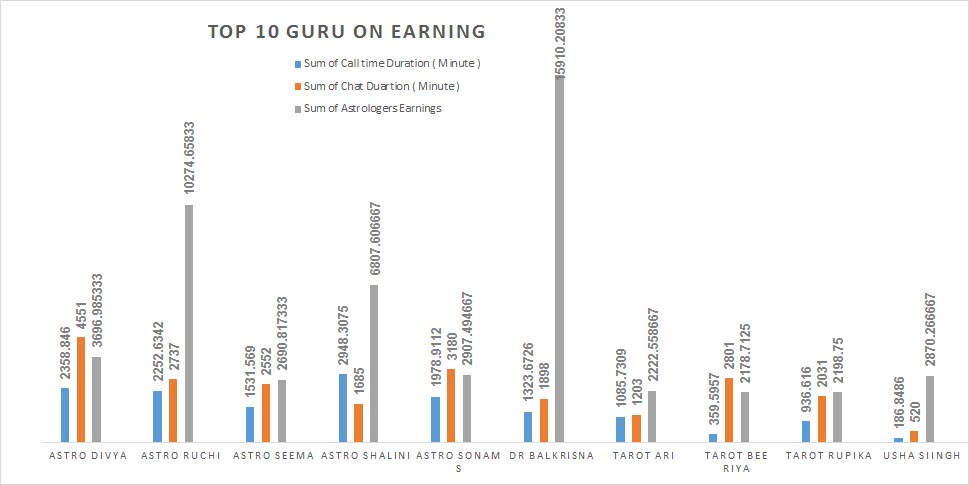 TOP 10 GURU ON EARNING
Sum of Call time Duration ( Minute )
Sum of Chat Duartion ( Minute )
Sum of Astrologers Earnings
2358.846
4551
3696.985333
2252.6342
2737
10274.65833
1531.569
2552
2690.817333
2948.3075
1685
6807.606667
1978.9112
3180
2907.494667
1323.6726
1898
15910.20833
1085.7309
1203
2222.558667
359.5957
2801
2178.7125
936.616
2031
2198.75
186.8486
520
2870.266667
ASTRO DIVYA
ASTRO RUCHI
ASTRO SEEMA
ASTRO SHALINI
ASTRO SONAM
S
DR BALKRISNA
TAROT ARI
TAROT BEE
RIYA
TAROT RUPIKA
USHA SIINGH